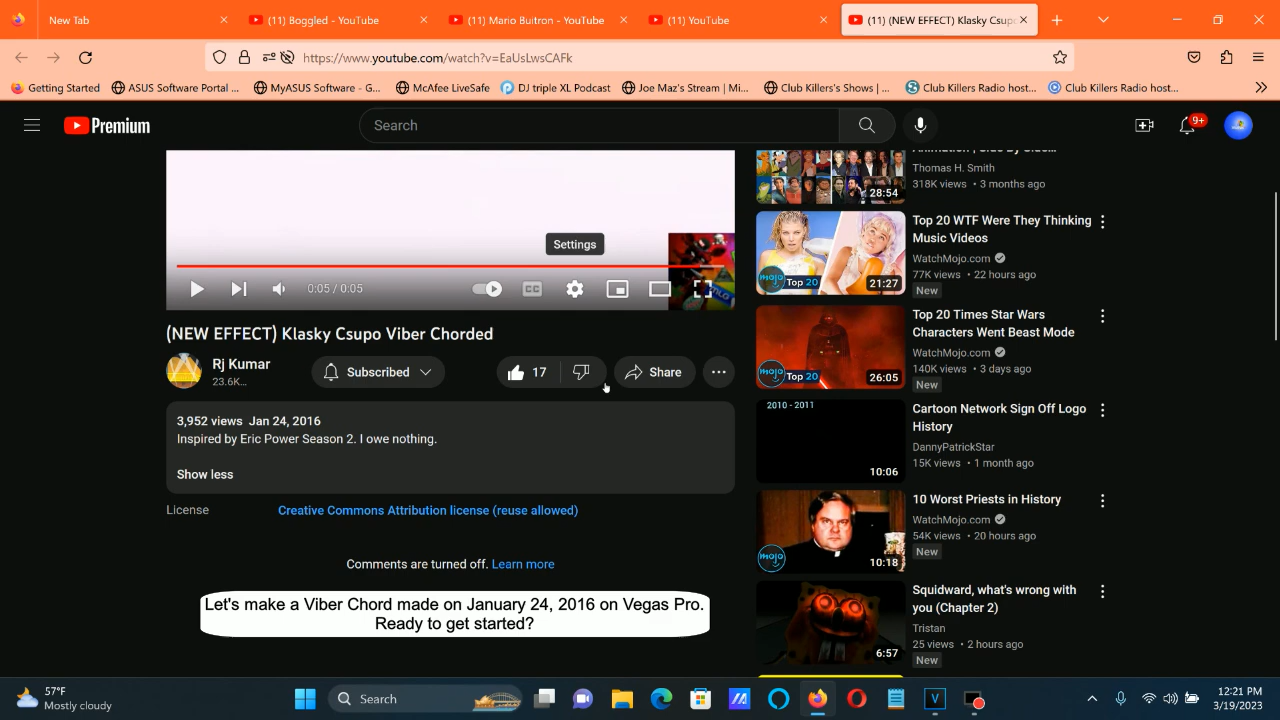 New Tab
(11) Boggled - YouTube
(11) Mario Buitron - YouTube
(11) YouTube
(11) (NEW EFFECT) Klasky Csupo
https://www.youtube.com/watch?v=EaUsLwsCAFk
Getting Started
ASUS Software Portal ...
MyASUS - Software - G...
McAfee LiveSafe
DJ triple XL Podcast
Joe Maz's Stream | Mi...
Club Killers's Shows | ...
Club Killers Radio host...
Club Killers Radio host...
Premium
Search
9+
Thomas H. Smith
318K views • 3 months ago
28:54
Top 20 WTF Were They Thinking
Music Videos
WatchMojo.com
77K views • 22 hours ago
New
mojo
Top 20
21:27
Settings
CC
0:05 / 0:05
(NEW EFFECT) Klasky Csupo Viber Chorded
Rj Kumar
23.6K...
Subscribed
17
Share
Top 20 Times Star Wars
Characters Went Beast Mode
WatchMojo.com
140K views • 3 days ago
New
mojo
Top 20
26:05
3,952 views Jan 24, 2016
Inspired by Eric Power Season 2. I owe nothing.
Show less
2010 - 2011
10:06
Cartoon Network Sign Off Logo
History
DannyPatrickStar
15K views • 1 month ago
License
Creative Commons Attribution license (reuse allowed)
10 Worst Priests in History
WatchMojo.com
54K views • 20 hours ago
New
mojo
10:18
Comments are turned off. Learn more
Let's make a Viber Chord made on January 24, 2016 on Vegas Pro.
Ready to get started?
Squidward, what's wrong with
you (Chapter 2)
Tristan
25 views • 2 hours ago
New
6:57
57°F
Mostly cloudy
Search
V
12:21 PM
3/19/2023